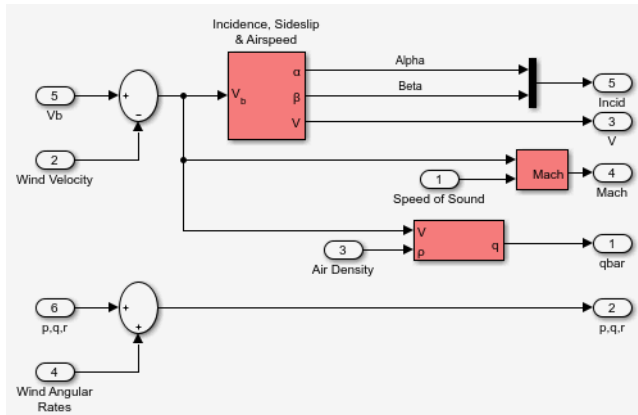 Incidence, Sideslip
& Airspeed
α
Alpha
5
Vb
+
−
V_b
β
Beta
5
Incid
V
3
V
2
Wind Velocity
1
Speed of Sound
Mach
4
Mach
V
ρ
q
3
Air Density
1
qbar
6
p,q,r
+
+
2
p,q,r
4
Wind Angular
Rates